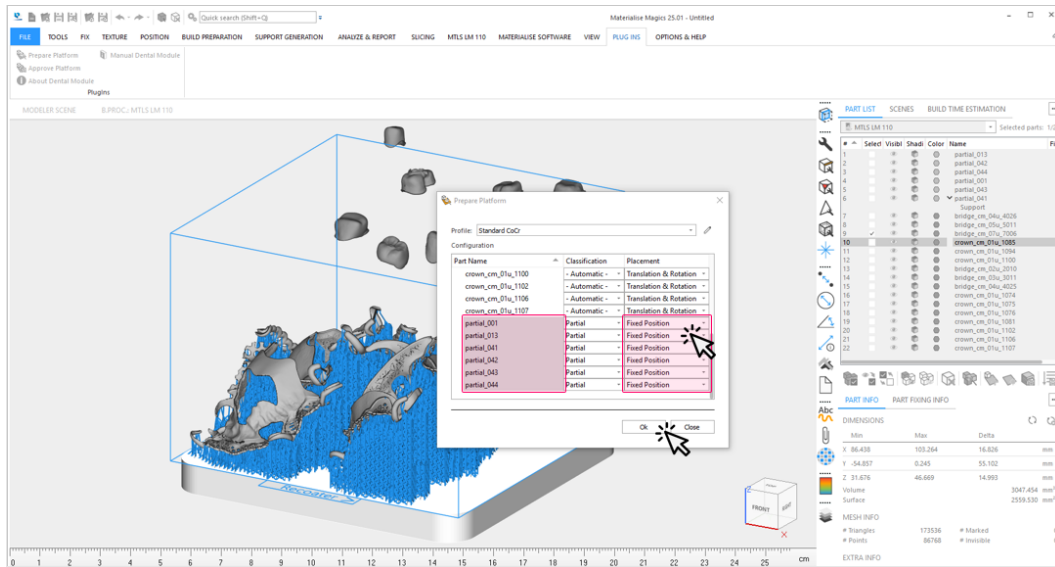 Quick search (Shift+Q)
Materialise Magics 25.01 - Untitled
FILE TOOLS FIX TEXTURE POSITION BUILD PREPARATION SUPPORT GENERATION ANALYZE & REPORT SLICING MTLS LM 110 MATERIALISE SOFTWARE VIEW PLUG INS OPTIONS & HELP
Prepare Platform Manual Dental Module
Approve Platform
About Dental Module
Plugins
MODELER SCENE B.PROC.: MTLS LM 110
PART LIST SCENES BUILD TIME ESTIMATION
MTLS LM 110 Selected parts: 1/2
# Select Visibl Shadi Color Name Fi
1 partial_013
2 partial_042
3 partial_044
4 partial_001
5 partial_043
6 partial_041
Support
7 bridge_cm_04u_4026
8 bridge_cm_05u_5011
9 bridge_cm_07u_7006
10 crown_cm_01u_1085
11 crown_cm_01u_1094
12 crown_cm_01u_1100
13 bridge_cm_02u_2010
14 bridge_cm_03u_3011
15 bridge_cm_04u_4025
16 crown_cm_01u_1074
17 crown_cm_01u_1075
18 crown_cm_01u_1076
19 crown_cm_01u_1081
20 crown_cm_01u_1102
21 crown_cm_01u_1106
22 crown_cm_01u_1107
Prepare Platform
Profile: Standard CoCr
Configuration
Part Name Classification Placement
crown_cm_01u_1100 - Automatic - Translation & Rotation
crown_cm_01u_1102 - Automatic - Translation & Rotation
crown_cm_01u_1106 - Automatic - Translation & Rotation
crown_cm_01u_1107 - Automatic - Translation & Rotation
partial_001 Partial Fixed Position
partial_013 Partial Fixed Position
partial_041 Partial Fixed Position
partial_042 Partial Fixed Position
partial_043 Partial Fixed Position
partial_044 Partial Fixed Position
Ok Close
Abc
PART INFO PART FIXING INFO
DIMENSIONS
Min Max Delta
X 86.438 103.264 16.826 mm
Y -54.857 0.245 55.102 mm
Z 31.676 46.669 14.993 mm
Volume 3047.454 mm³
Surface 2559.530 mm²
MESH INFO
# Triangles 173536 # Marked
# Points 86768 # Invisible
EXTRA INFO
Recoater
Z
FRONT
X
0 1 2 3 4 5 6 7 8 9 10 11 12 13 14 15 16 17 18 19 20 21 22 23 24 25 cm